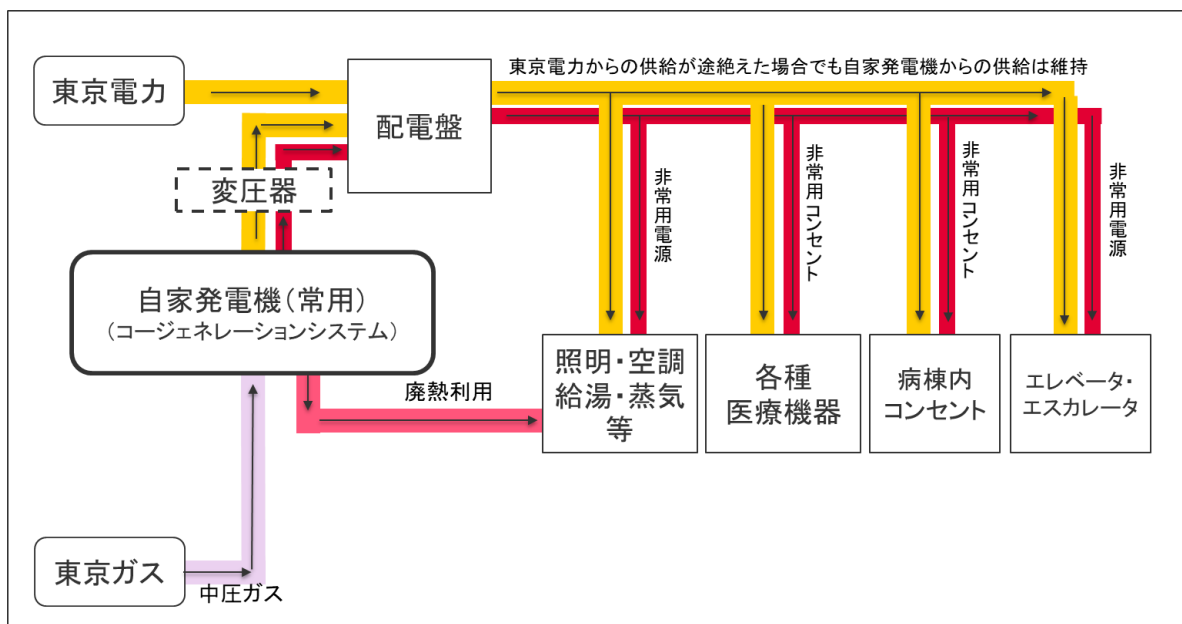 東京電力からの供給が途絶えた場合でも自家発電機からの供給は維持
東京電力
配電盤
変圧器
非常用電源
非常用コンセント
非常用コンセント
非常用電源
自家発電機（常用）
（コージェネレーションシステム）
廃熱利用
照明・空調
給湯・蒸気
等
各種
医療機器
病棟内
コンセント
エレベータ・
エスカレータ
東京ガス
中圧ガス